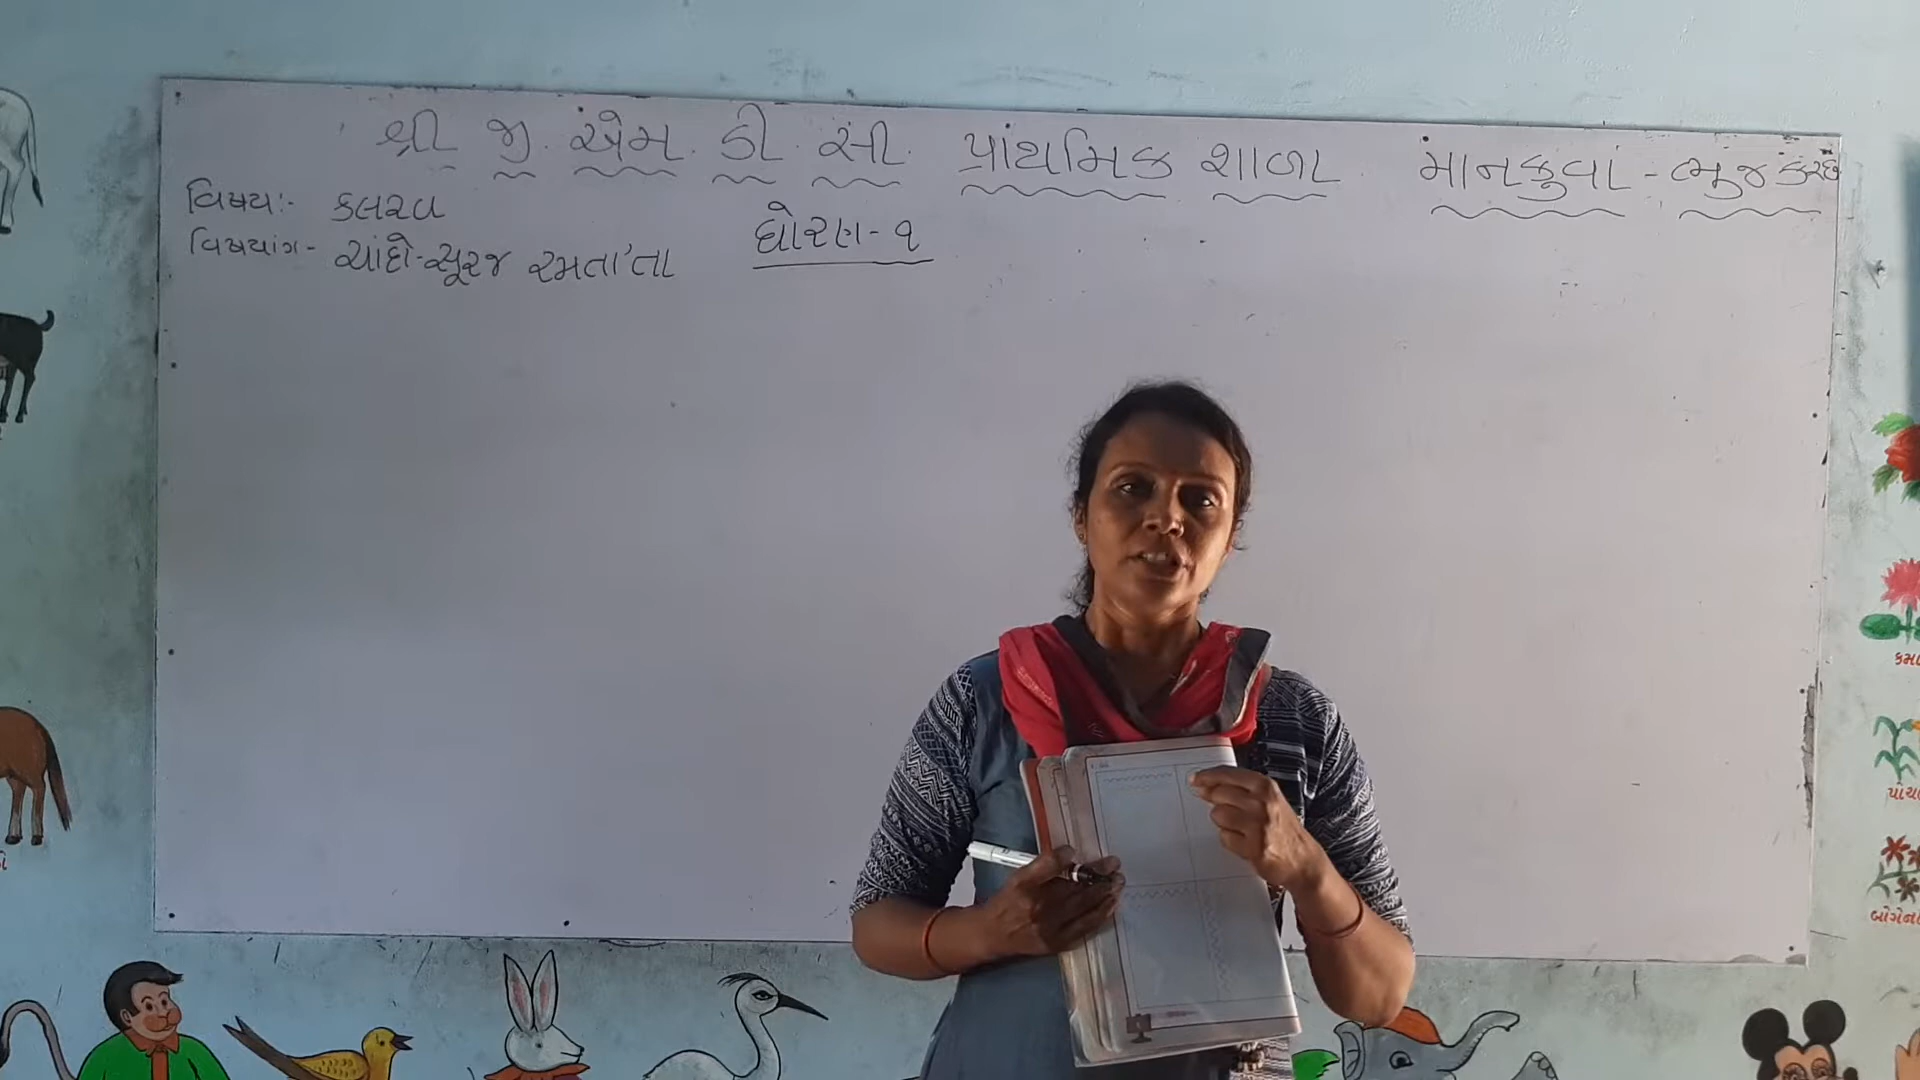 શ્રી જી. એમ. ડી. સી. પ્રાંથમિક શાળા માનકુવા - ભુજ કચ્છ
વિષય:- કલરવ
વિષયાંગ- ચાંદો-સૂરજ રમતા'તા
ધોરણ - ૧